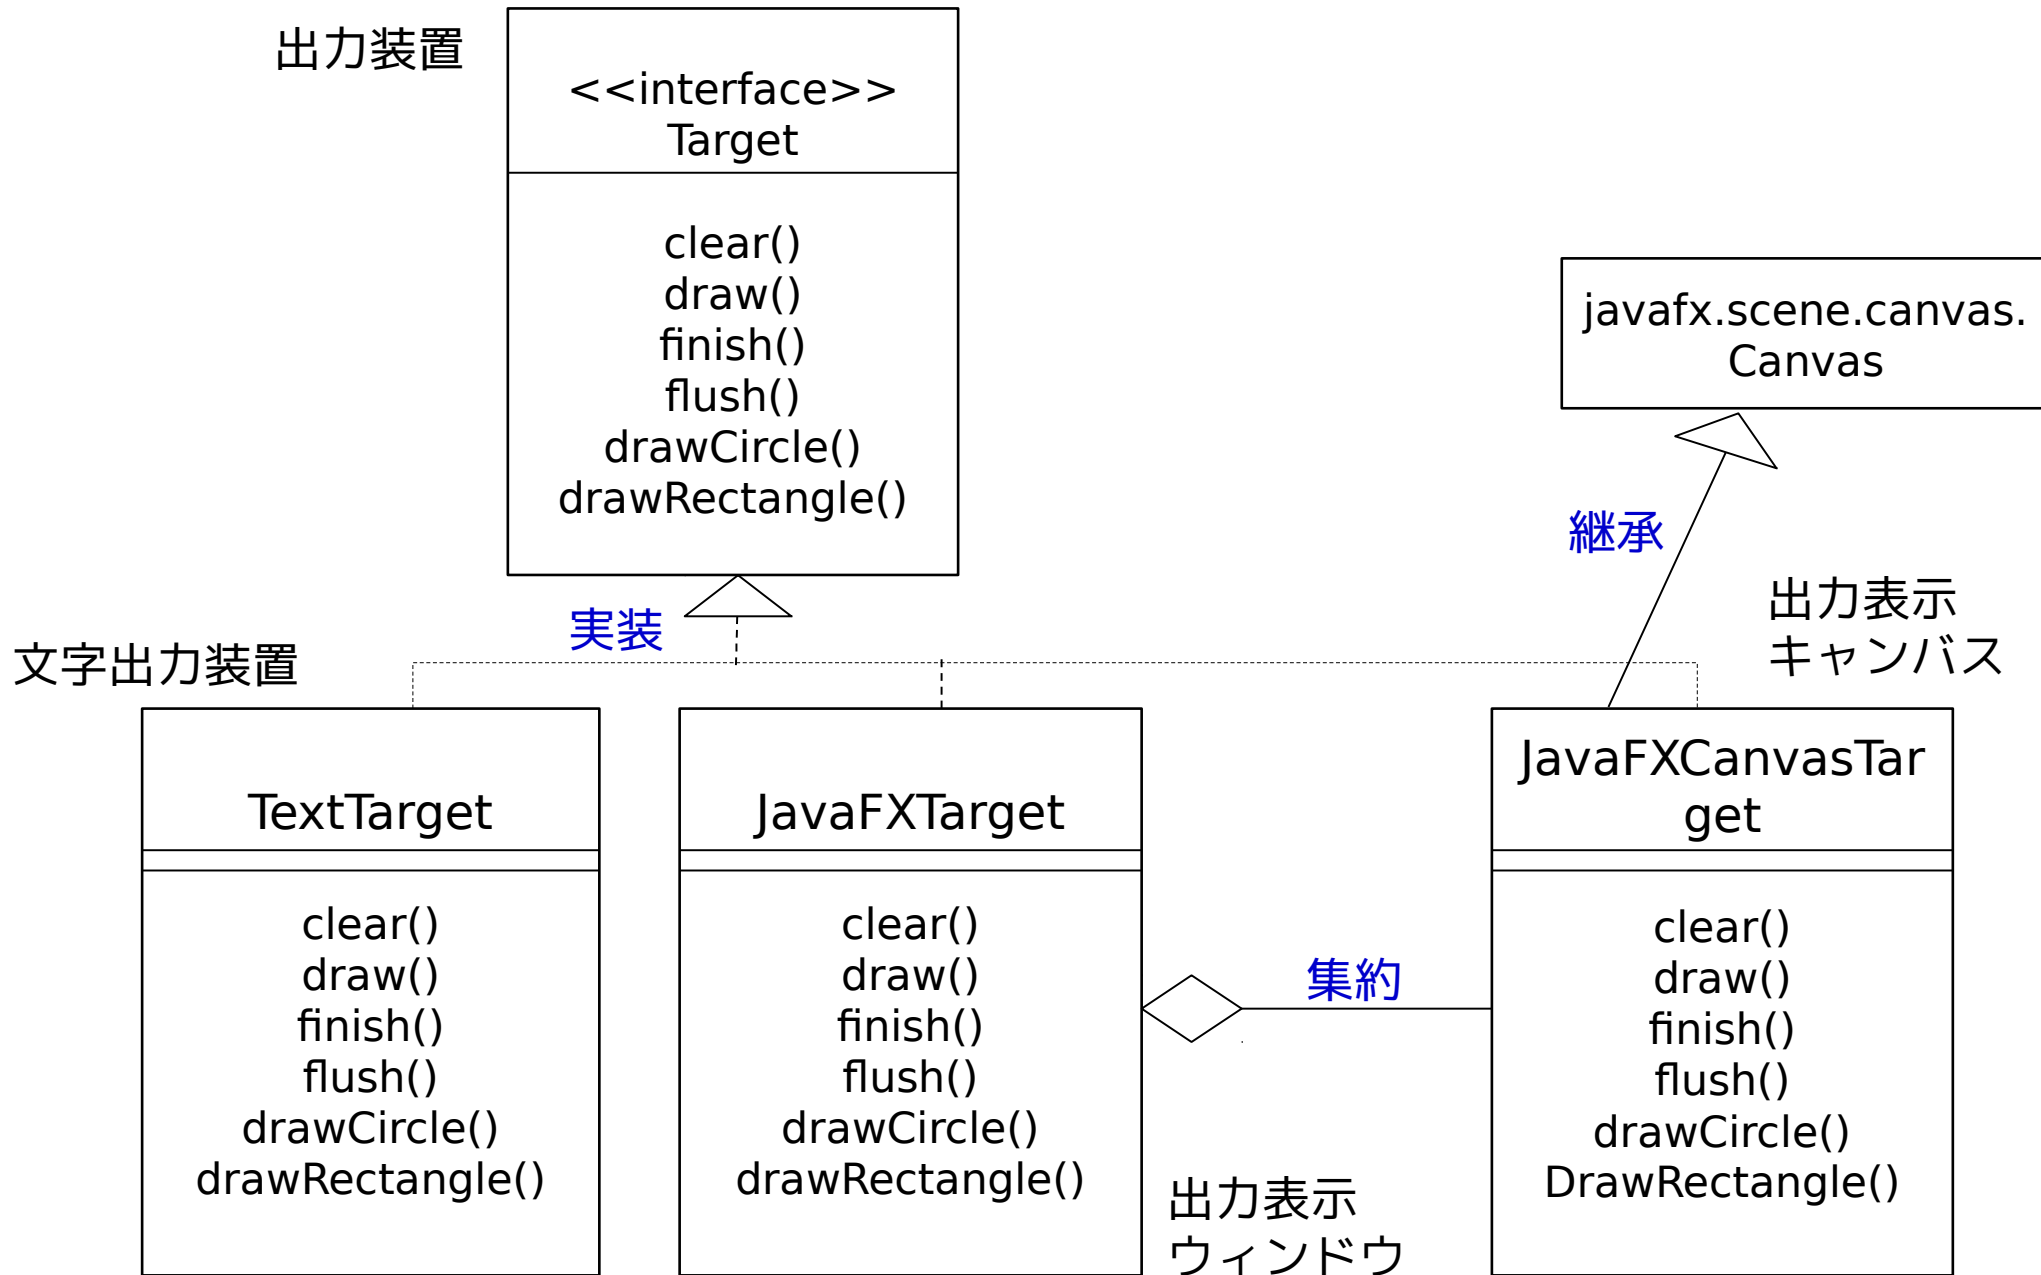 出力装置
<<interface>>
Target
clear()
draw()
finish()
flush()
drawCircle()
drawRectangle()
javafx.scene.canvas.
Canvas
継承
実装
出力表示
キャンバス
文字出力装置
TextTarget
clear()
draw()
finish()
flush()
drawCircle()
drawRectangle()
JavaFXTarget
clear()
draw()
finish()
flush()
drawCircle()
drawRectangle()
集約
出力表示
ウィンドウ
JavaFXCanvasTar
get
clear()
draw()
finish()
flush()
drawCircle()
DrawRectangle()